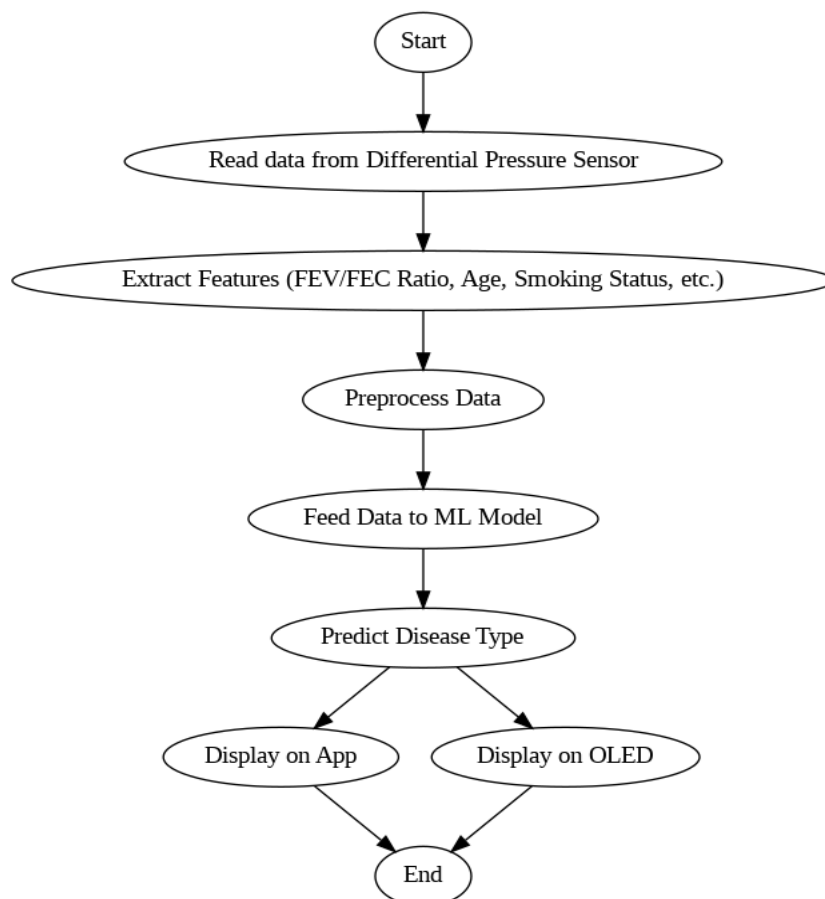 Start
Read data from Differential Pressure Sensor
Extract Features (FEV/FEC Ratio, Age, Smoking Status, etc.)
Preprocess Data
Feed Data to ML Model
Predict Disease Type
Display on App
Display on OLED
End